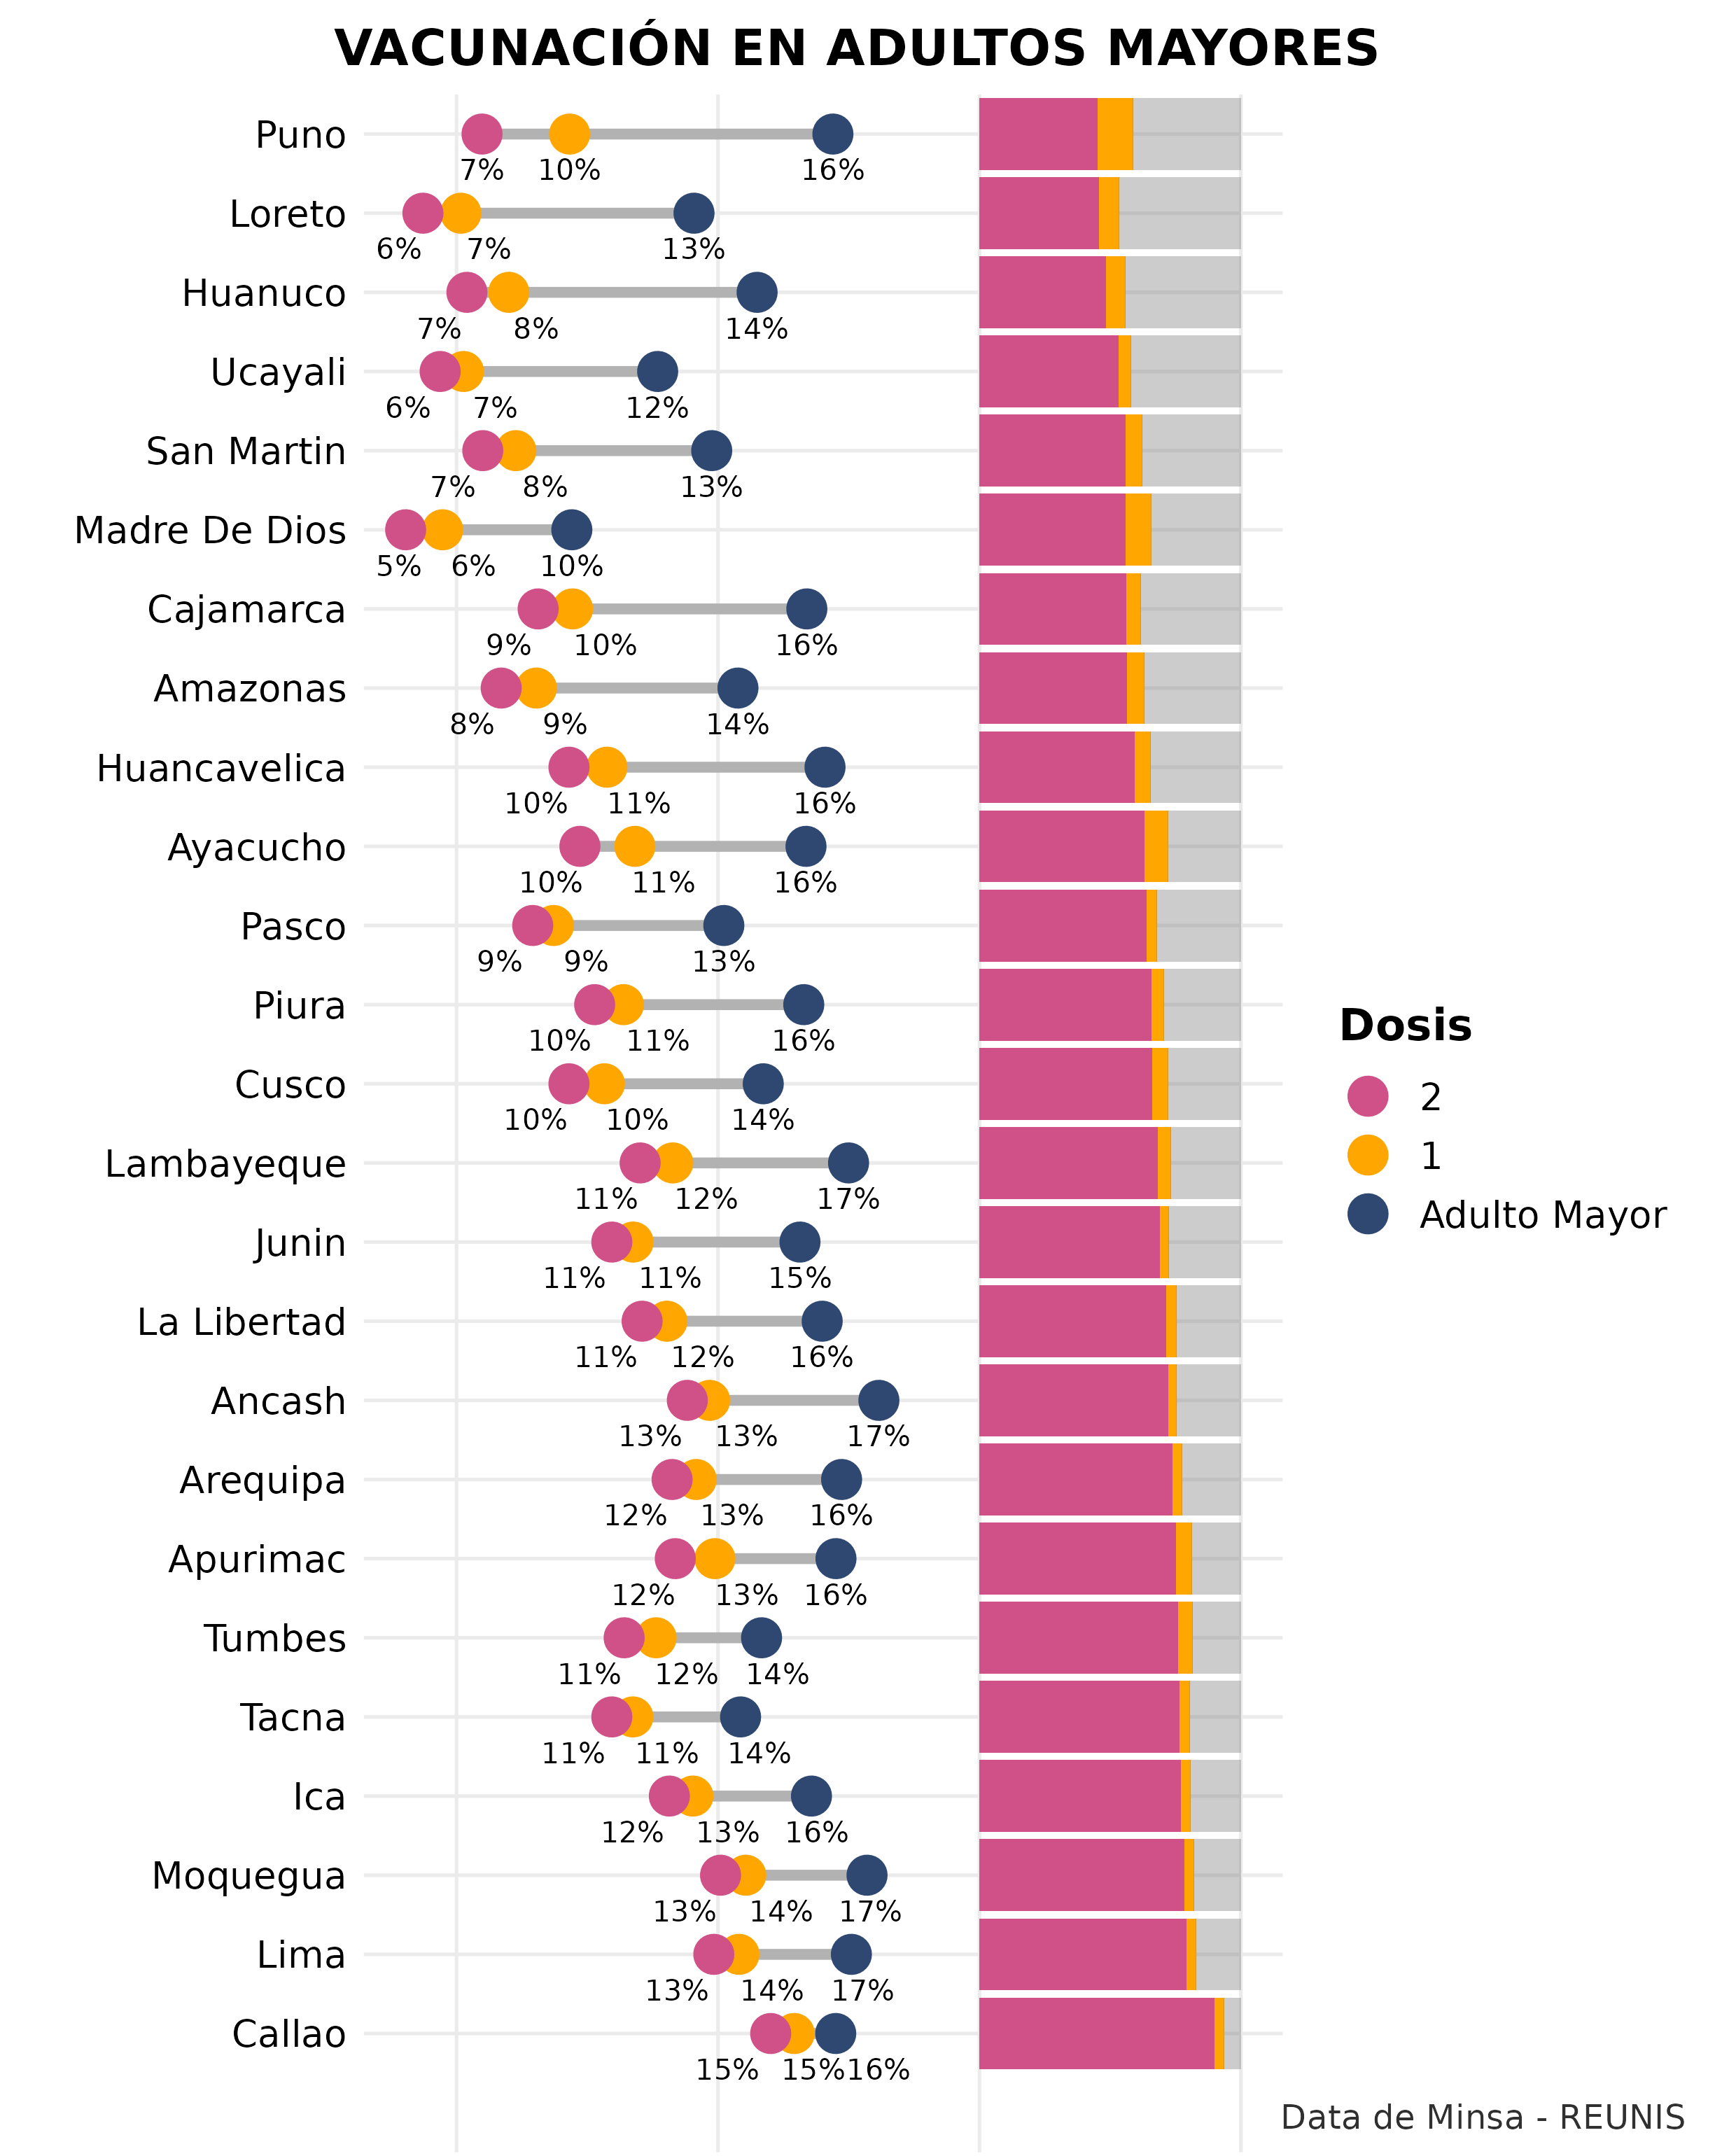 VACUNACIÓN EN ADULTOS MAYORES
Puno
7% 10% 16%
Loreto
6% 7% 13%
Huanuco
7% 8% 14%
Ucayali
6% 7% 12%
San Martin
7% 8% 13%
Madre De Dios
5% 6% 10%
Cajamarca
9% 10% 16%
Amazonas
8% 9% 14%
Huancavelica
10% 11% 16%
Ayacucho
10% 11% 16%
Pasco
9% 9% 13%
Piura
10% 11% 16%
Cusco
10% 10% 14%
Lambayeque
11% 12% 17%
Junin
11% 11% 15%
La Libertad
11% 12% 16%
Ancash
13% 13% 17%
Arequipa
12% 13% 16%
Apurimac
12% 13% 16%
Tumbes
11% 12% 14%
Tacna
11% 11% 14%
Ica
12% 13% 16%
Moquegua
13% 14% 17%
Lima
13% 14% 17%
Callao
15% 15% 16%
Dosis
2
1
Adulto Mayor
Data de Minsa - REUNIS